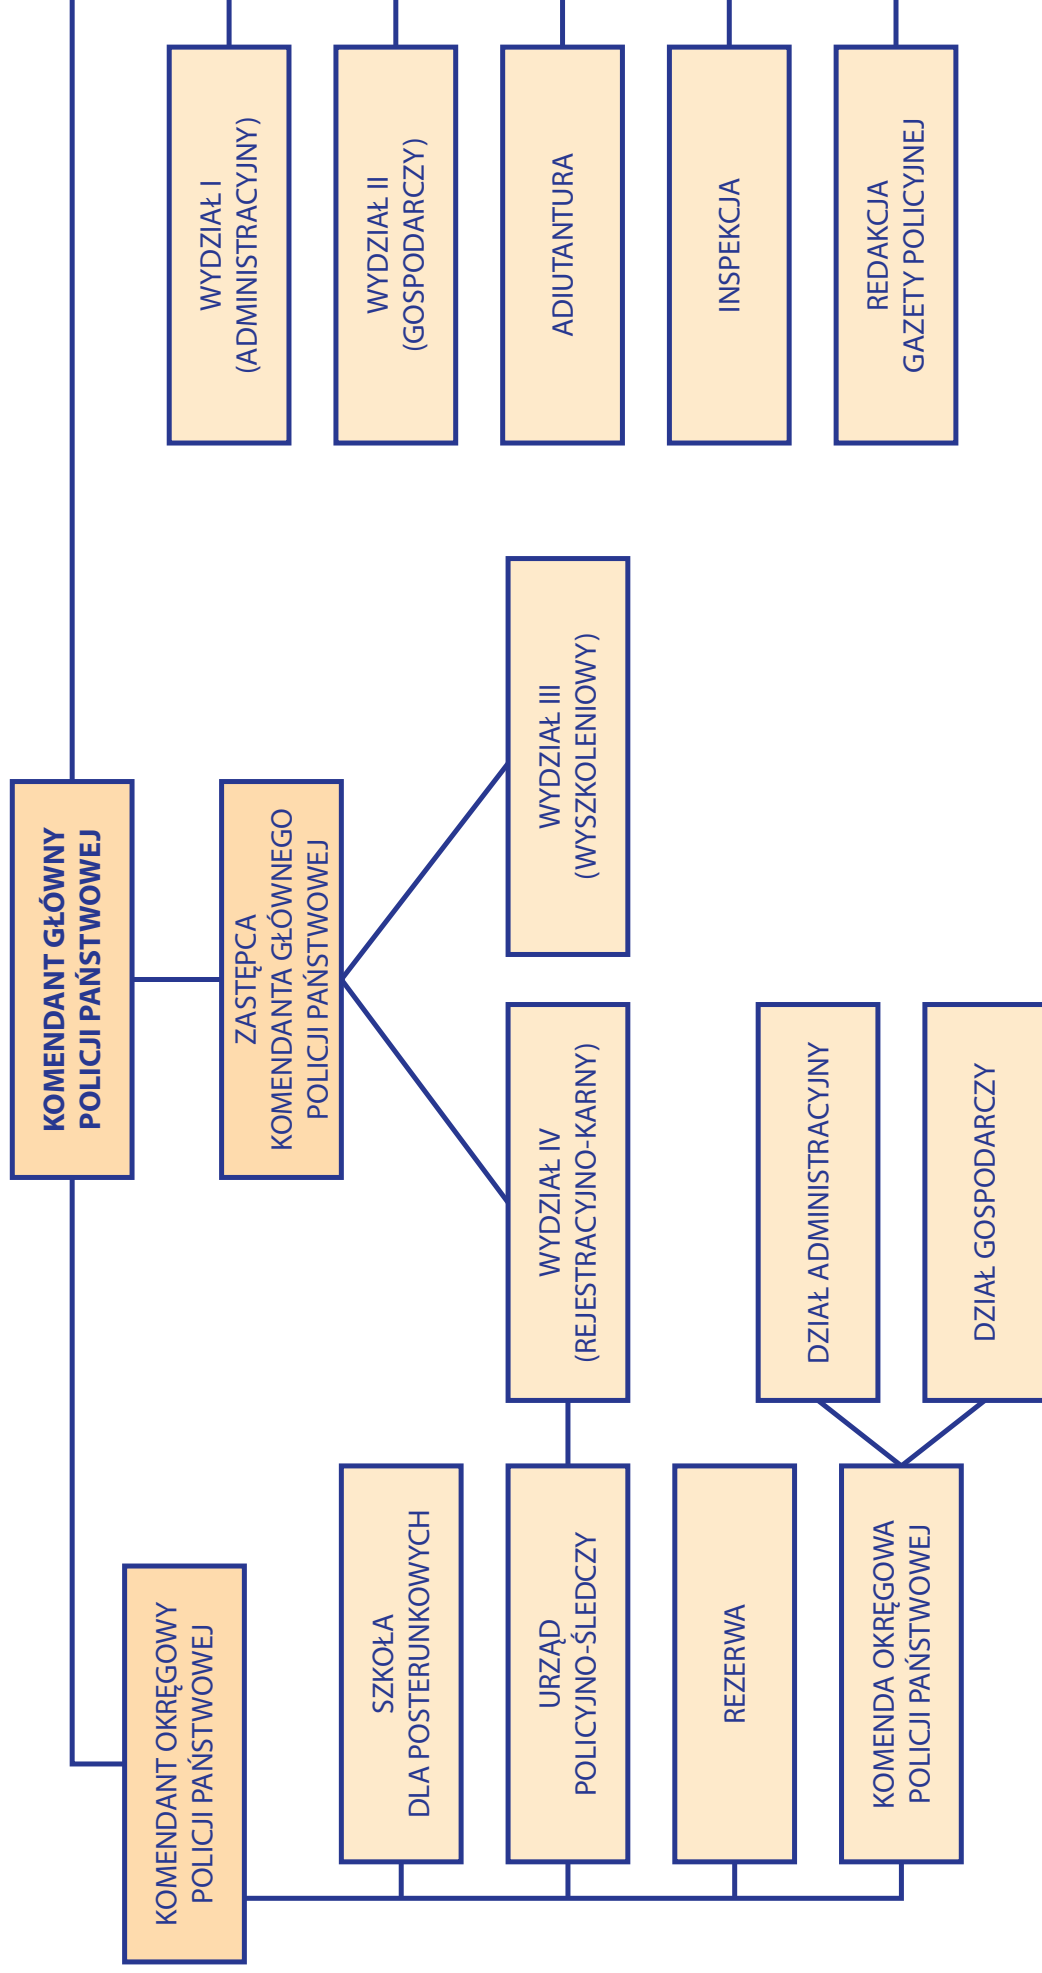 KOMENDANT GŁÓWNY
POLICJI PAŃSTWOWEJ
KOMENDANT OKRĘGOWY
POLICJI PAŃSTWOWEJ
ZASTĘPCA
KOMENDANTA GŁÓWNEGO
POLICJI PAŃSTWOWEJ
WYDZIAŁ I
(ADMINISTRACYJNY)
SZKOŁA
DLA POSTERUNKOWYCH
WYDZIAŁ II
(GOSPODARCZY)
URZĄD
POLICYJNO-ŚLEDCZY
WYDZIAŁ IV
(REJESTRACYJNO-KARNY)
WYDZIAŁ III
(WYSZKOLENIOWY)
ADIUTANTURA
REZERWA
INSPEKCJA
KOMENDA OKRĘGOWA
POLICJI PAŃSTWOWEJ
DZIAŁ ADMINISTRACYJNY
REDAKCJA
GAZETY POLICYJNEJ
DZIAŁ GOSPODARCZY